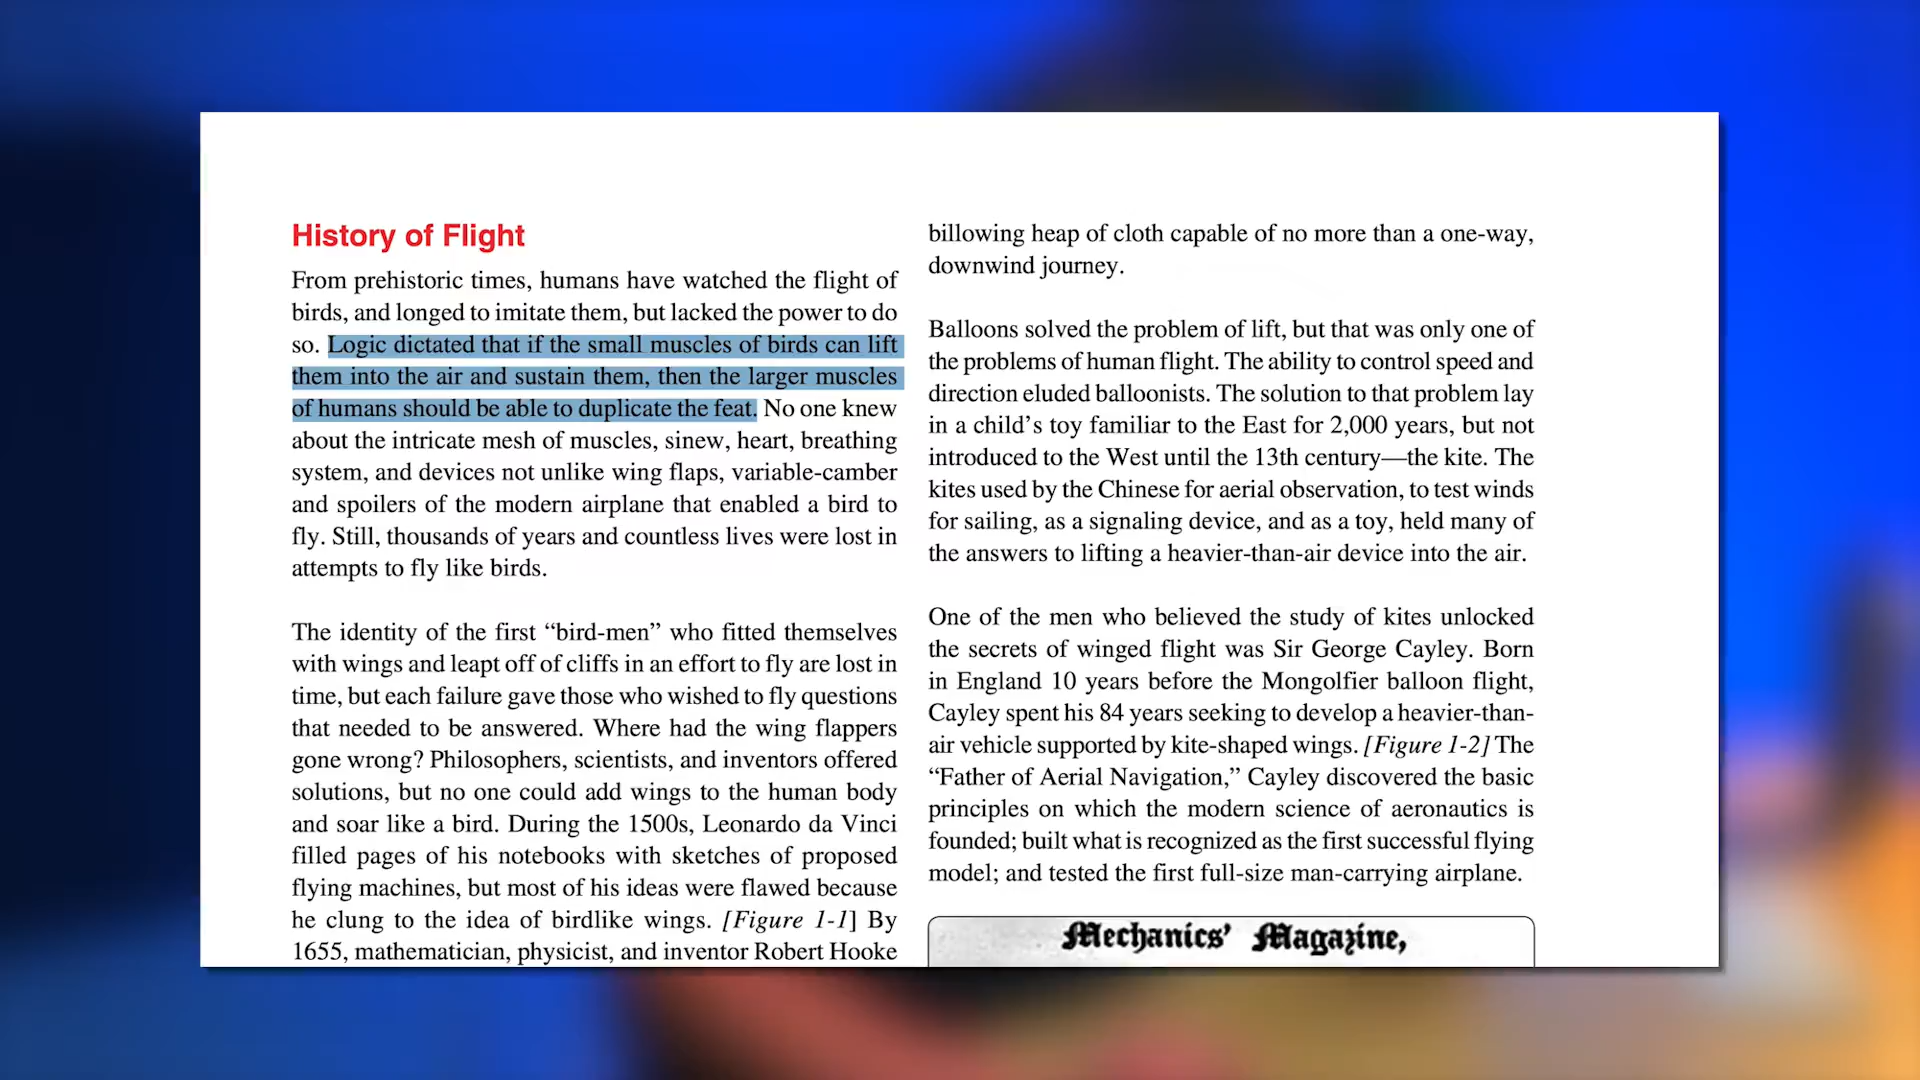 History of Flight
From prehistoric times, humans have watched the flight of
birds, and longed to imitate them, but lacked the power to do
so. Logic dictated that if the small muscles of birds can lift
them into the air and sustain them, then the larger muscles
of humans should be able to duplicate the feat. No one knew
about the intricate mesh of muscles, sinew, heart, breathing
system, and devices not unlike wing flaps, variable-camber
and spoilers of the modern airplane that enabled a bird to
fly. Still, thousands of years and countless lives were lost in
attempts to fly like birds.
The identity of the first “bird-men” who fitted themselves
with wings and leapt off of cliffs in an effort to fly are lost in
time, but each failure gave those who wished to fly questions
that needed to be answered. Where had the wing flappers
gone wrong? Philosophers, scientists, and inventors offered
solutions, but no one could add wings to the human body
and soar like a bird. During the 1500s, Leonardo da Vinci
filled pages of his notebooks with sketches of proposed
flying machines, but most of his ideas were flawed because
he clung to the idea of birdlike wings. [Figure 1-1] By
1655, mathematician, physicist, and inventor Robert Hooke
billowing heap of cloth capable of no more than a one-way,
downwind journey.
Balloons solved the problem of lift, but that was only one of
the problems of human flight. The ability to control speed and
direction eluded balloonists. The solution to that problem lay
in a child’s toy familiar to the East for 2,000 years, but not
introduced to the West until the 13th century—the kite. The
kites used by the Chinese for aerial observation, to test winds
for sailing, as a signaling device, and as a toy, held many of
the answers to lifting a heavier-than-air device into the air.
One of the men who believed the study of kites unlocked
the secrets of winged flight was Sir George Cayley. Born
in England 10 years before the Mongolfier balloon flight,
Cayley spent his 84 years seeking to develop a heavier-than-
air vehicle supported by kite-shaped wings. [Figure 1-2] The
“Father of Aerial Navigation,” Cayley discovered the basic
principles on which the modern science of aeronautics is
founded; built what is recognized as the first successful flying
model; and tested the first full-size man-carrying airplane.
Mechanics’ Magazine,